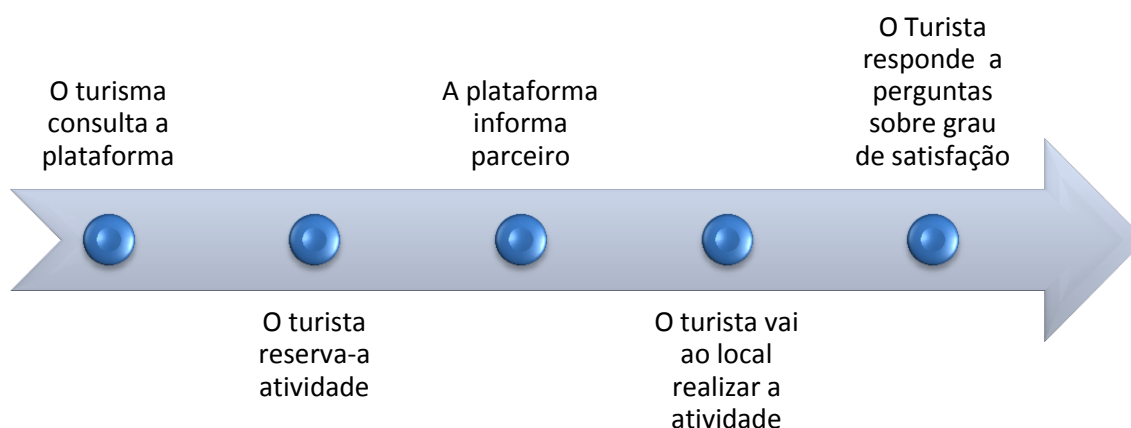 O turisma
consulta a
plataforma
O turista
reserva-a
atividade
A plataforma
informa
parceiro
O turista vai
ao local
realizar a
atividade
O Turista
responde a
perguntas
sobre grau
de satisfação